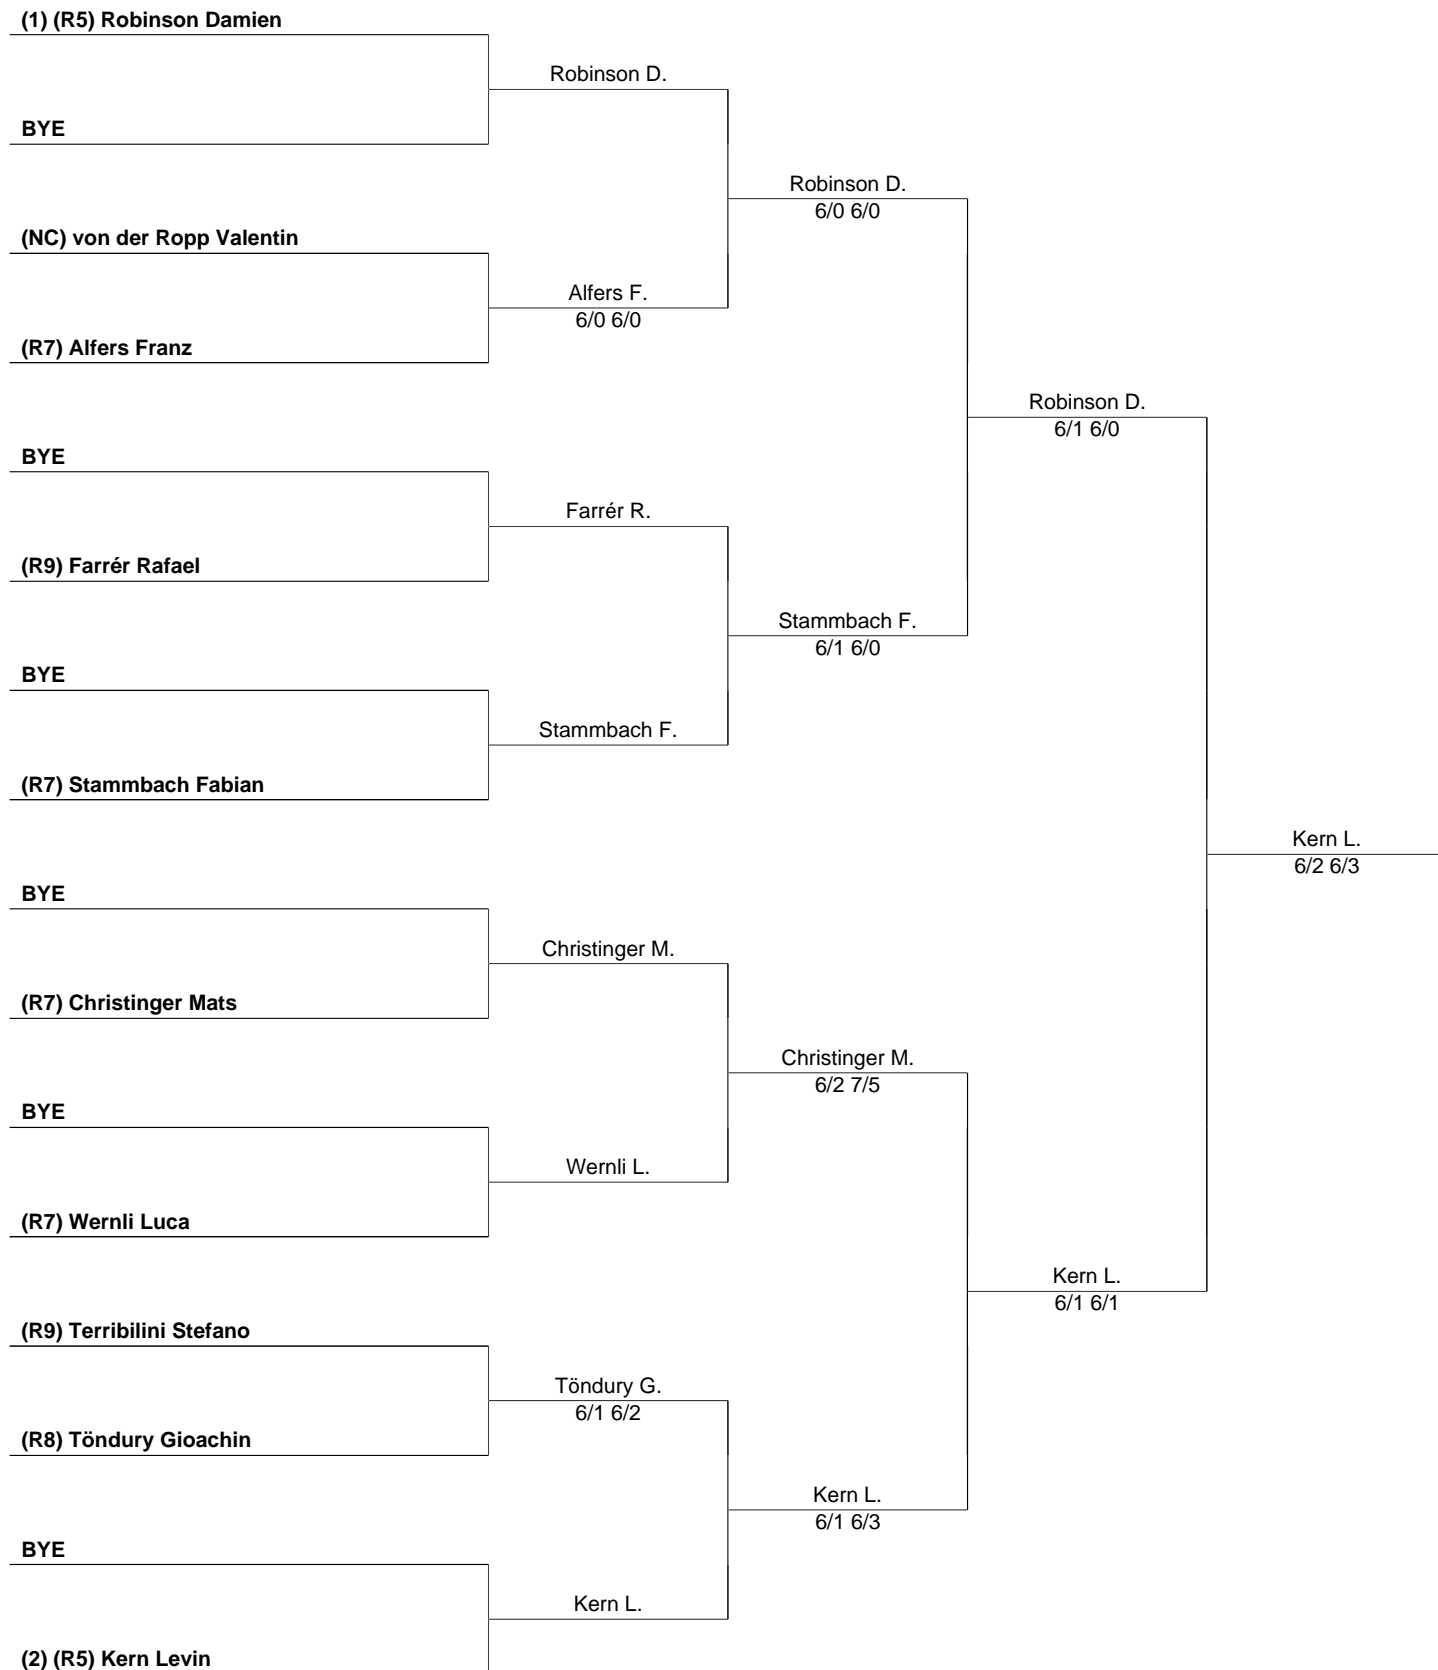 (1) (R5) Robinson Damien
Robinson D.
BYE
Robinson D.
6/0 6/0
(NC) von der Ropp Valentin
Alfers F.
6/0 6/0
(R7) Alfers Franz
Robinson D.
6/1 6/0
BYE
Farrér R.
(R9) Farrér Rafael
Stammbach F.
6/1 6/0
BYE
Stammbach F.
(R7) Stammbach Fabian
Kern L.
6/2 6/3
BYE
Christinger M.
(R7) Christinger Mats
Christinger M.
6/2 7/5
BYE
Wernli L.
(R7) Wernli Luca
Kern L.
6/1 6/1
(R9) Terribilini Stefano
Töndury G.
6/1 6/2
(R8) Töndury Gioachin
Kern L.
6/1 6/3
BYE
Kern L.
(2) (R5) Kern Levin